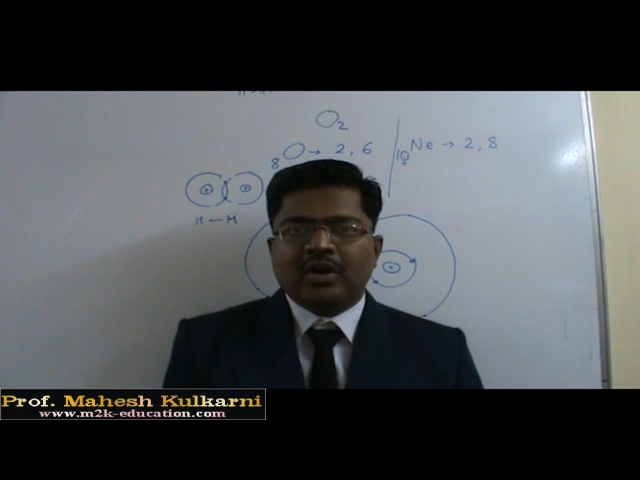 O₂
₈O → 2, 6
₁₀Ne → 2, 8
H — H
Prof. Mahesh Kulkarni
www.m2k-education.com